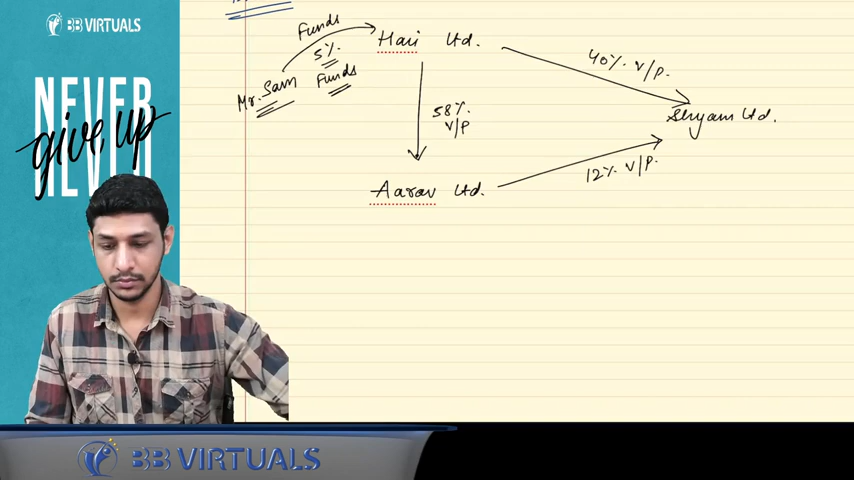 BB VIRTUALS
NEVER
give up
NEVER
Funds
5%
Funds
Mr. Sam
Hari Ltd.
40% V/P.
58%
V/P
Shyam Ltd.
12% V/P.
Aarav Ltd.
BB VIRTUALS